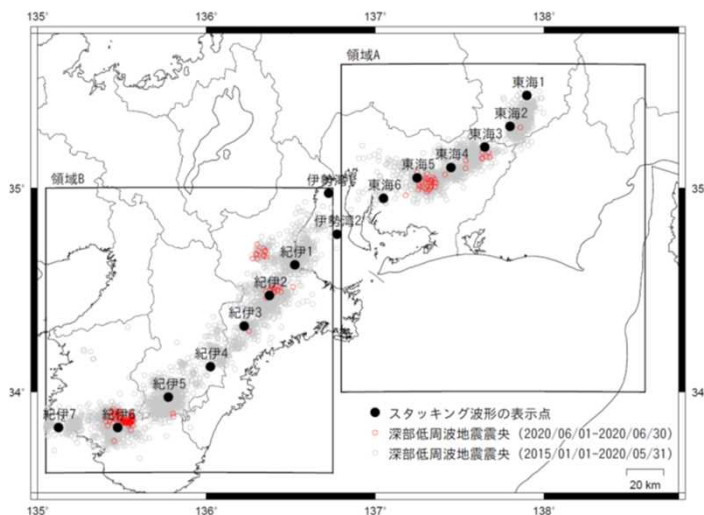 135° 136° 137° 138°
領域A
東海1
東海2
東海3
東海4
東海5
東海6
35° 35°
領域B
伊勢湾1
伊勢湾2
紀伊1
紀伊2
紀伊3
紀伊4
紀伊5
紀伊6
紀伊7
34° 34°
スタッキング波形の表示点
深部低周波地震震央 (2020/06/01-2020/06/30)
深部低周波地震震央 (2015/01/01-2020/05/31)
20 km
135° 136° 137° 138°